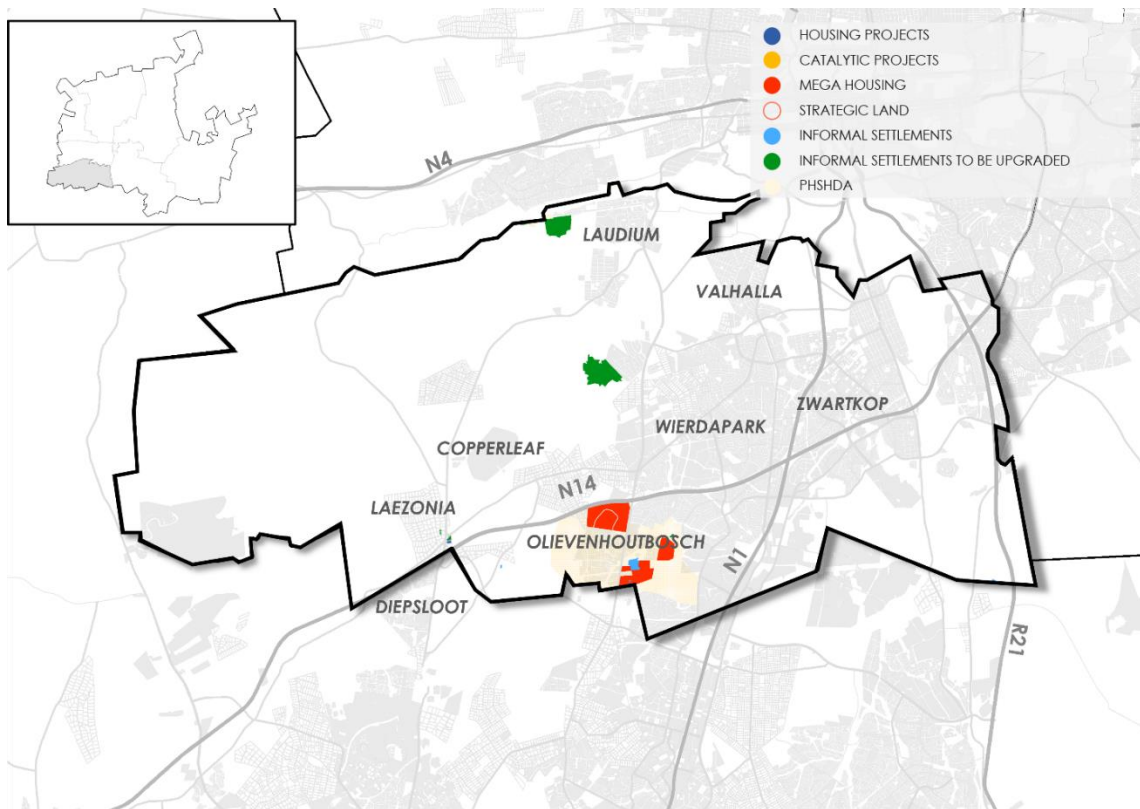 HOUSING PROJECTS
CATALYTIC PROJECTS
MEGA HOUSING
STRATEGIC LAND
INFORMAL SETTLEMENTS
INFORMAL SETTLEMENTS TO BE UPGRADED
PHSHDA
N4
LAUDIUM
VALHALLA
ZWARTKOP
WIERDAPARK
COPPERLEAF
N14
LAEZONIA
OLIEVENHOUTBOSCH
N1
DIEPSLOOT
R21